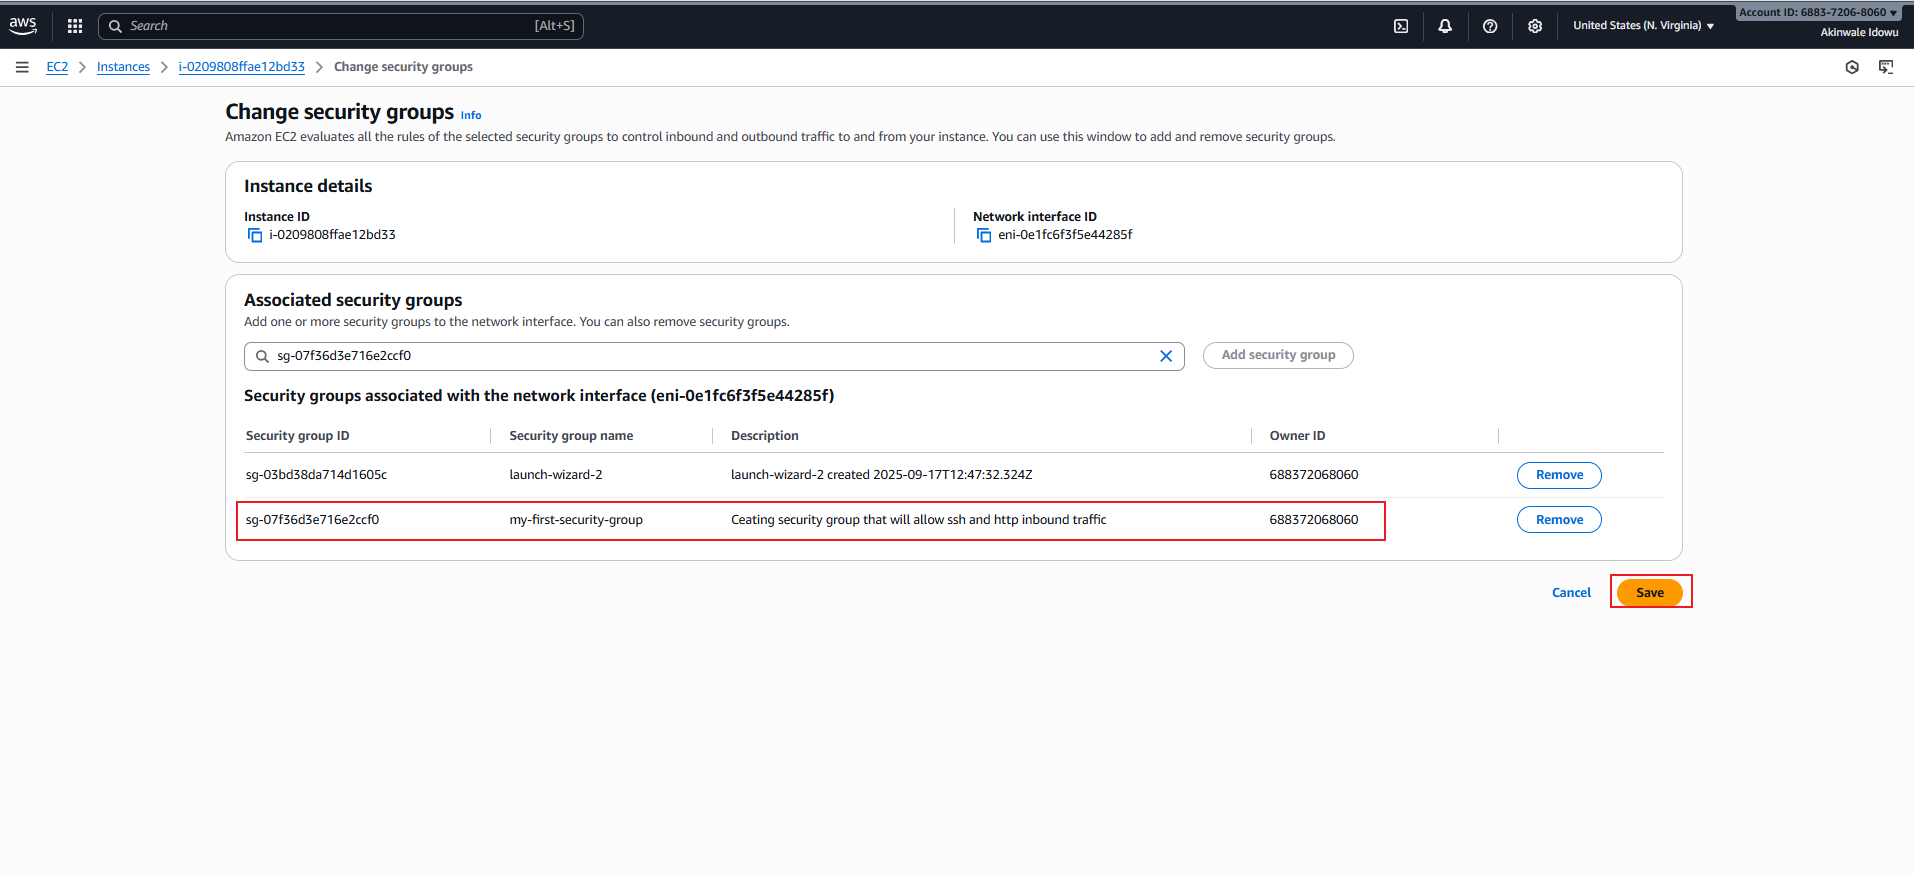 aws
Search [Alt+S]
United States (N. Virginia)
Account ID: 6883-7206-8060
Akinwale Idowu
EC2 Instances i-0209808ffae12bd33 Change security groups
Change security groups Info
Amazon EC2 evaluates all the rules of the selected security groups to control inbound and outbound traffic to and from your instance. You can use this window to add and remove security groups.
Instance details
Instance ID
i-0209808ffae12bd33
Network interface ID
eni-0e1fc6f3f5e44285f
Associated security groups
Add one or more security groups to the network interface. You can also remove security groups.
sg-07f36d3e716e2ccf0 Add security group
Security groups associated with the network interface (eni-0e1fc6f3f5e44285f)
Security group ID Security group name Description Owner ID
sg-03bd38da714d1605c launch-wizard-2 launch-wizard-2 created 2025-09-17T12:47:32.324Z 688372068060 Remove
sg-07f36d3e716e2ccf0 my-first-security-group Ceating security group that will allow ssh and http inbound traffic 688372068060 Remove
Cancel Save